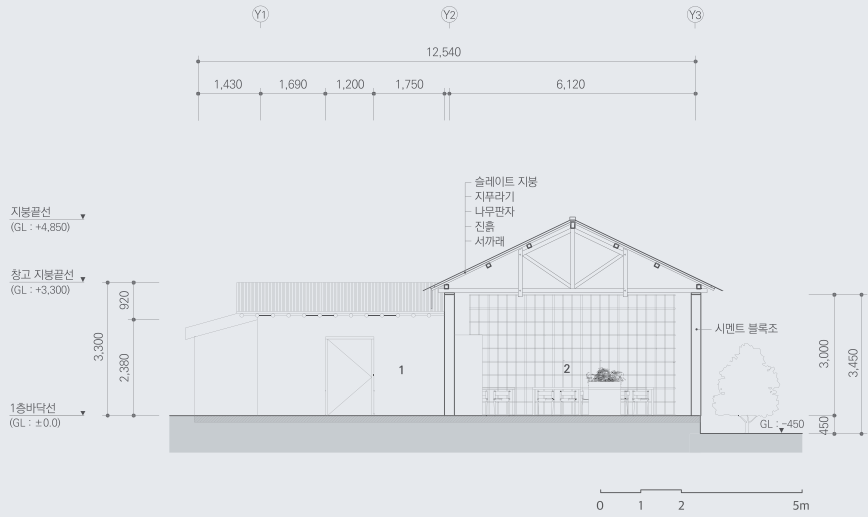 Y1
Y2
Y3
12,540
1,430
1,690
1,200
1,750
6,120
슬레이트 지붕
지푸라기
나무판자
진흙
서까래
지붕끝선
(GL : +4,850)
창고 지붕끝선
(GL : +3,300)
920
3,300
2,380
시멘트 블록조
3,000
3,450
1
2
1층바닥선
(GL : ±0.0)
GL : -450
450
0 1 2 5m